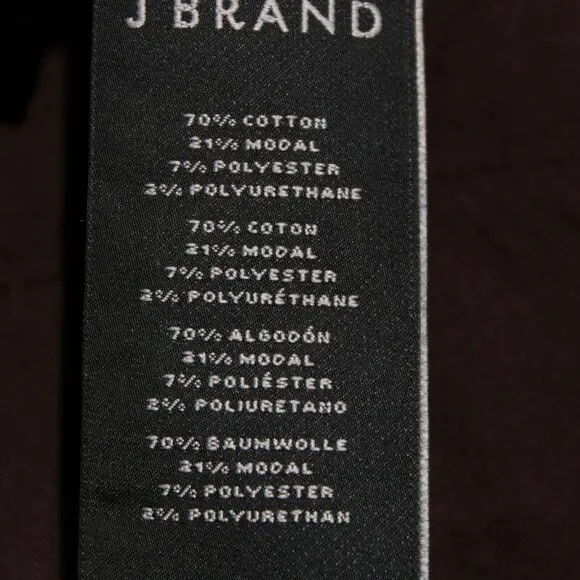 J BRAND
70% COTTON
21% MODAL
7% POLYESTER
2% POLYURETHANE
70% COTON
21% MODAL
7% POLYESTER
2% POLYURÉTHANE
70% ALGODÓN
21% MODAL
7% POLIÉSTER
2% POLIURETANO
70% BAUMWOLLE
21% MODAL
7% POLYESTER
2% POLYURETHAN